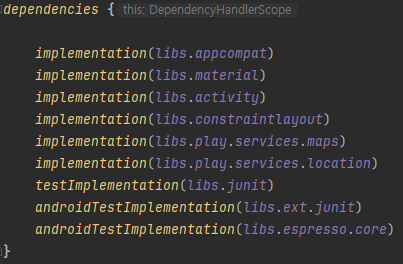 dependencies { this: DependencyHandlerScope
implementation(libs.appcompat)
implementation(libs.material)
implementation(libs.activity)
implementation(libs.constraintlayout)
implementation(libs.play.services.maps)
implementation(libs.play.services.location)
testImplementation(libs.junit)
androidTestImplementation(libs.ext.junit)
androidTestImplementation(libs.espresso.core)
}